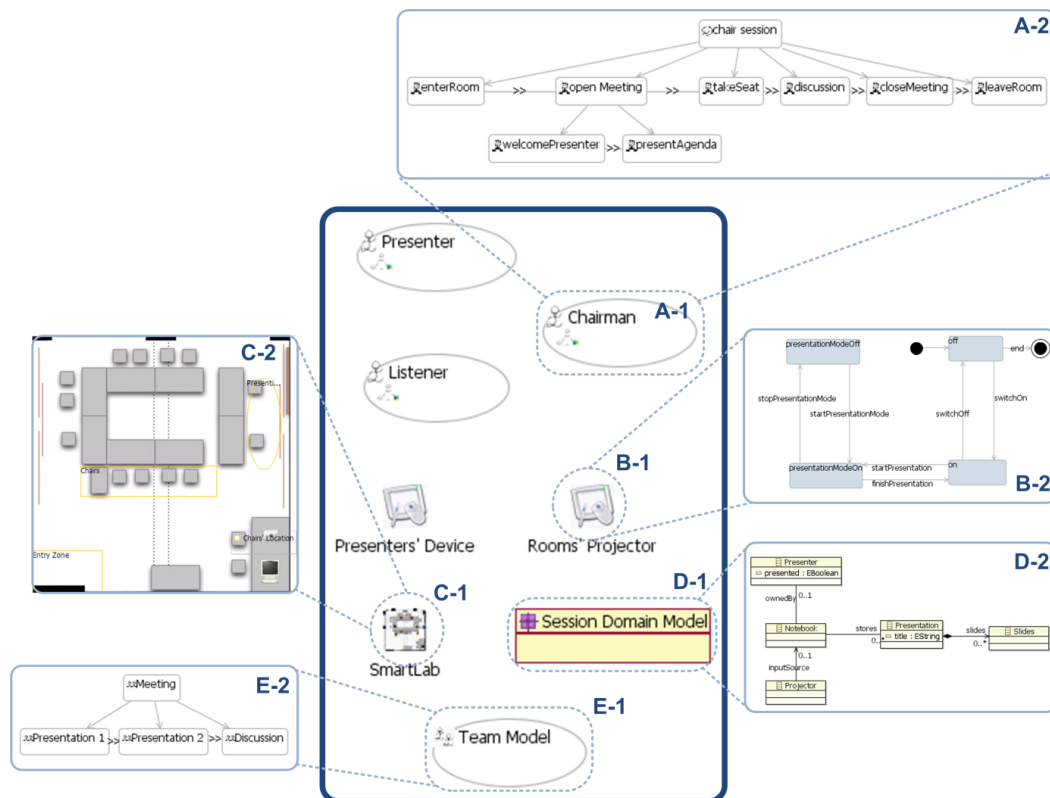 A-2
chair session
enterRoom >> open Meeting >> takeSeat >> discussion >> closeMeeting >> leaveRoom
welcomePresenter >> presentAgenda
Presenter
Chairman
A-1
Listener
C-2
Presenti...
Chairs
Chairs' Location
Entry Zone
B-1
presentationModeOff
off
end
stopPresentationMode
startPresentationMode
switchOff
switchOn
presentationModeOn
startPresentation
on
finishPresentation
B-2
Presenters' Device
Rooms' Projector
C-1
SmartLab
D-1
Session Domain Model
D-2
Presenter
presented : EBoolean
ownedBy
0..1
Notebook:
stores
0..*
Presentation
title : EString
slides
0..*
Slides
0..1
inputSource
Projector
E-1
Team Model
E-2
Meeting
Presentation 1 >> Presentation 2 >> Discussion